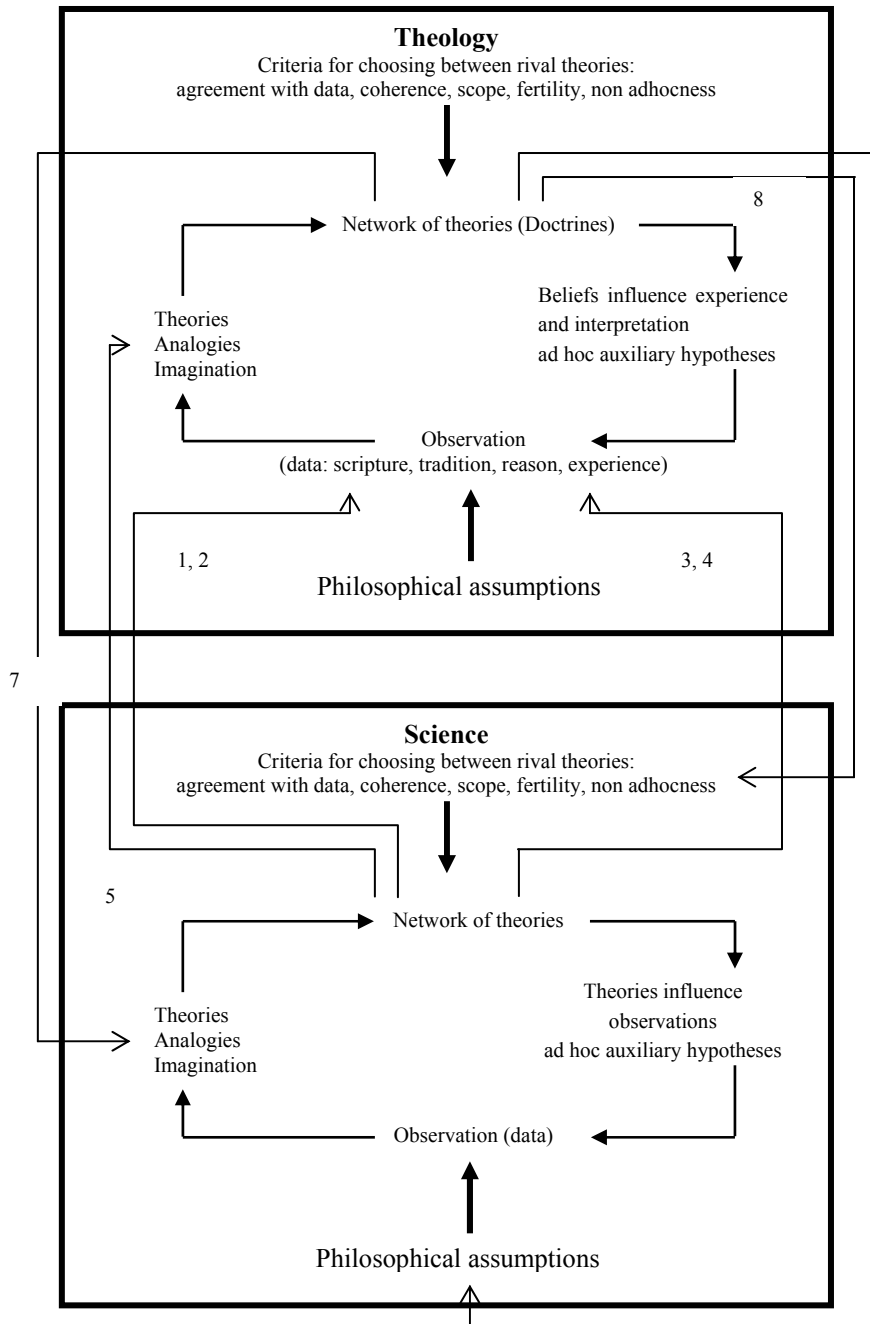 Theology
Criteria for choosing between rival theories:
agreement with data, coherence, scope, fertility, non adhocness
8
Network of theories (Doctrines)
Beliefs influence experience
and interpretation
ad hoc auxiliary hypotheses
Theories
Analogies
Imagination
Observation
(data: scripture, tradition, reason, experience)
1, 2
3, 4
Philosophical assumptions
7
Science
Criteria for choosing between rival theories:
agreement with data, coherence, scope, fertility, non adhocness
5
Network of theories
Theories influence
observations
ad hoc auxiliary hypotheses
Theories
Analogies
Imagination
Observation (data)
Philosophical assumptions